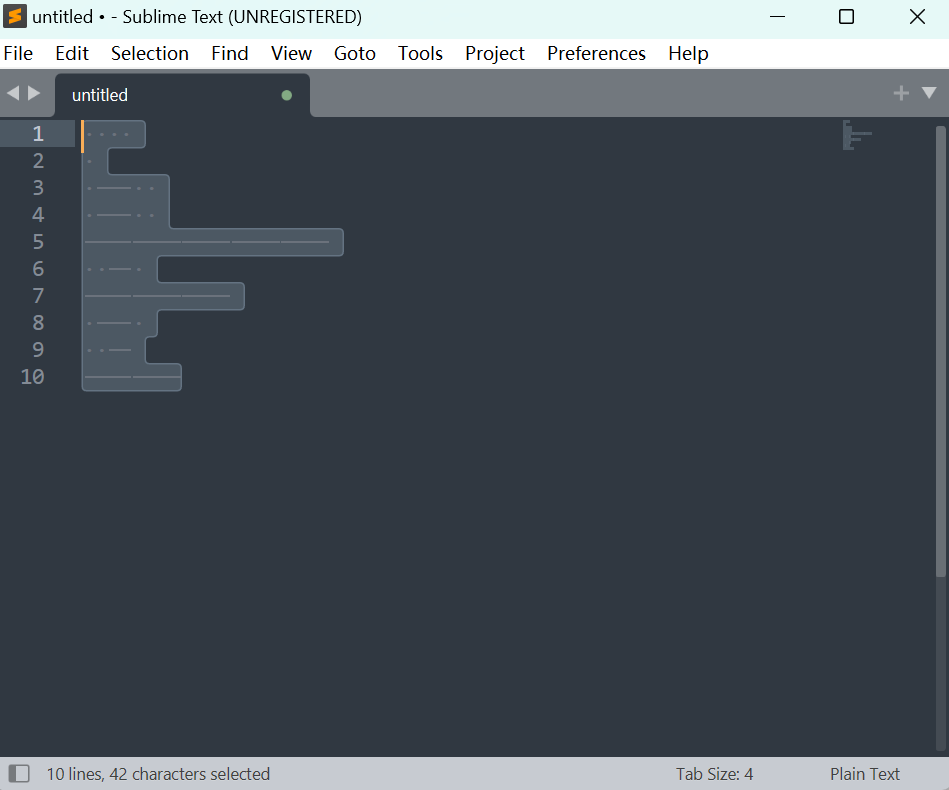 untitled • - Sublime Text (UNREGISTERED)
File Edit Selection Find View Goto Tools Project Preferences Help
untitled
1 ····
2 ·
3 ·—··
4 ·—··
5 —————
6 ··—·
7 ———
8 ·—·
9 ··—
10 ——
10 lines, 42 characters selected Tab Size: 4 Plain Text